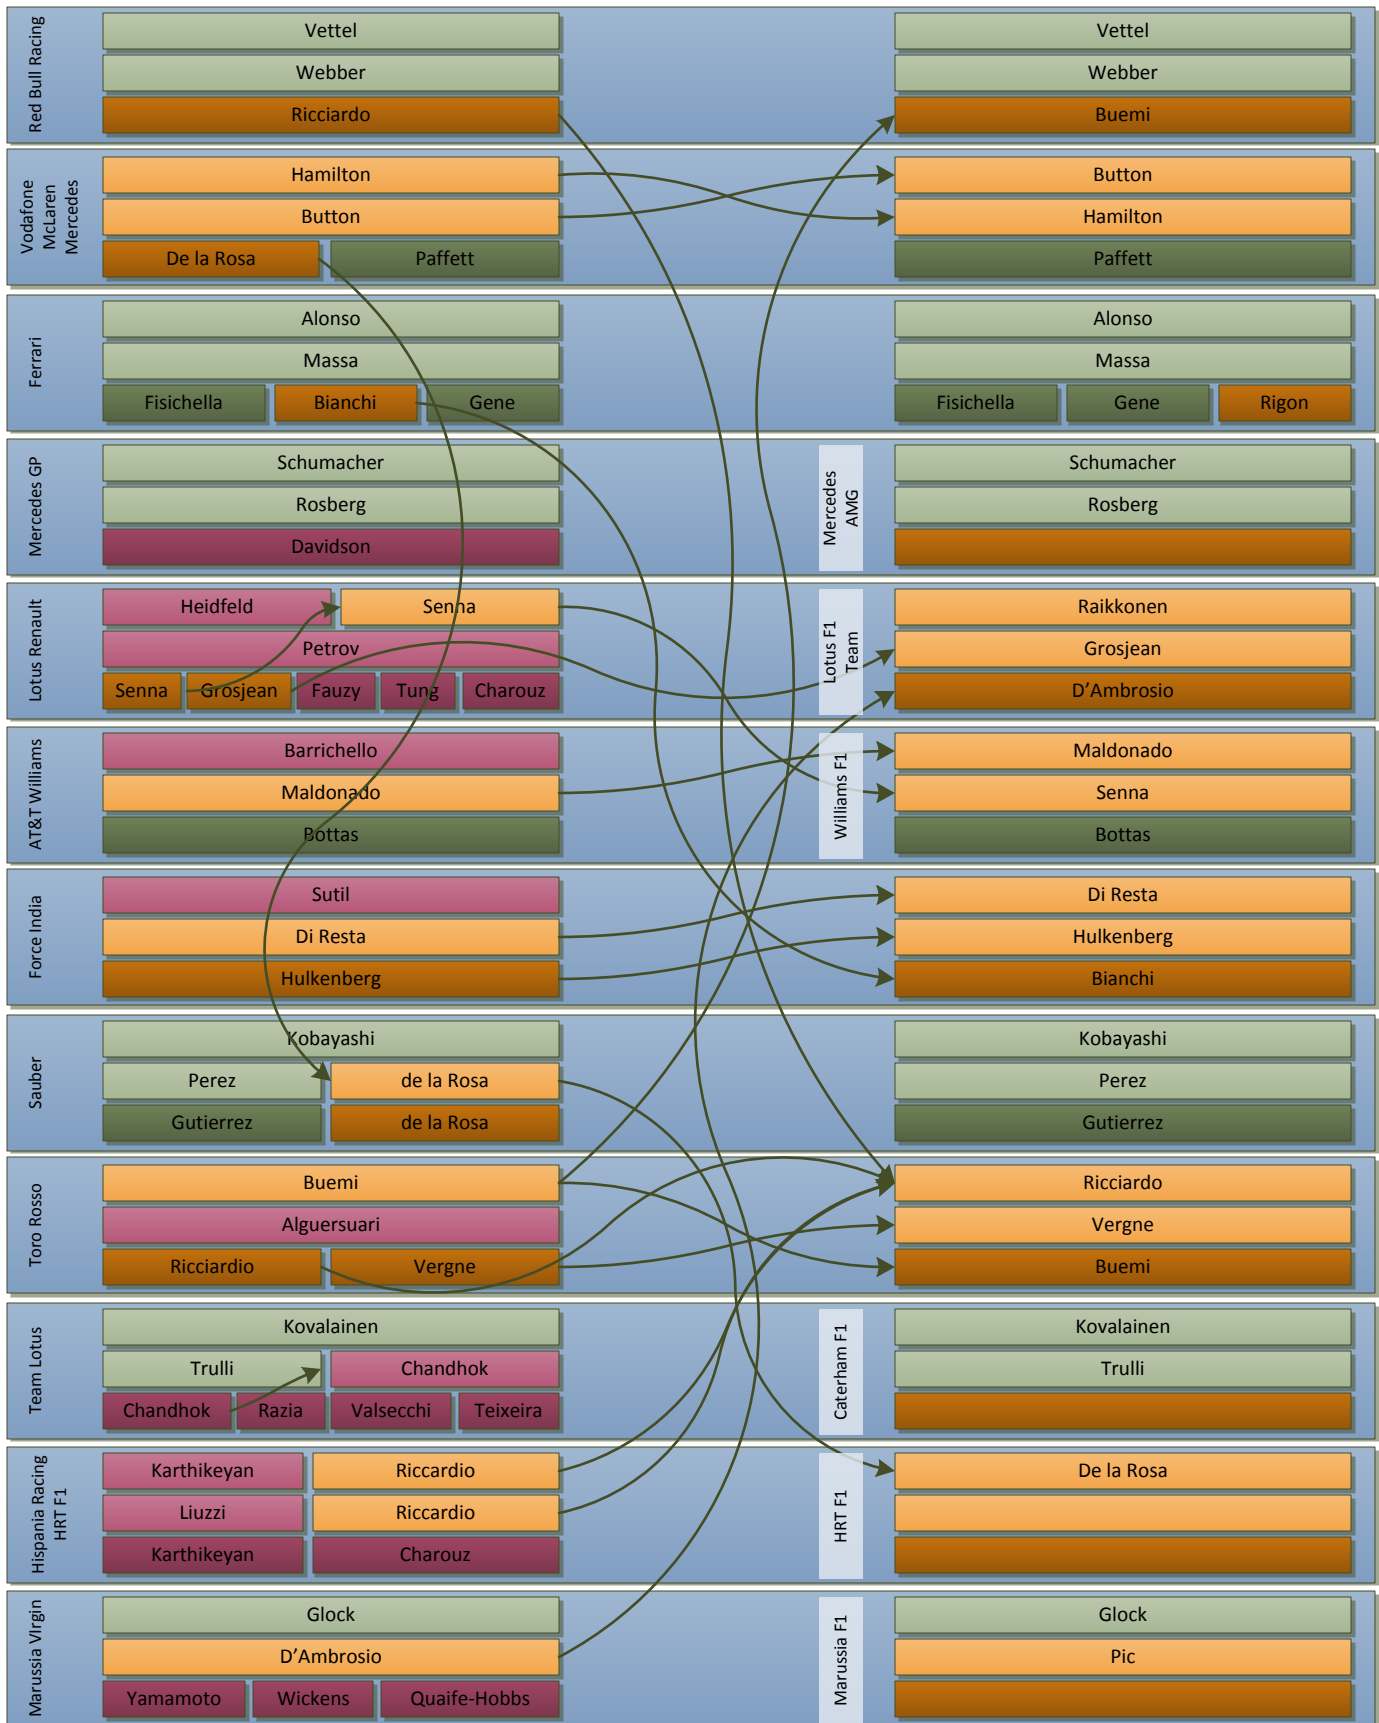 Red Bull Racing
Vettel
Vettel
Webber
Webber
Ricciardo
Buemi
Vodafone
McLaren
Mercedes
Hamilton
Button
Button
Hamilton
De la Rosa
Paffett
Paffett
Ferrari
Alonso
Alonso
Massa
Massa
Fisichella
Bianchi
Gene
Fisichella
Gene
Rigon
Mercedes GP
Schumacher
Mercedes
AMG
Schumacher
Rosberg
Rosberg
Davidson
Lotus Renault
Heidfeld
Senna
Lotus F1
Team
Raikkonen
Petrov
Grosjean
Senna
Grosjean
Fauzy
Tung
Charouz
D'Ambrosio
AT&T Williams
Barrichello
Williams F1
Maldonado
Maldonado
Senna
Bottas
Bottas
Force India
Sutil
Di Resta
Di Resta
Hulkenberg
Hulkenberg
Bianchi
Sauber
Kobayashi
Kobayashi
Perez
de la Rosa
Perez
Gutierrez
de la Rosa
Gutierrez
Toro Rosso
Buemi
Ricciardo
Alguersuari
Vergne
Ricciardio
Vergne
Buemi
Team Lotus
Kovalainen
Caterham F1
Kovalainen
Trulli
Chandhok
Trulli
Chandhok
Razia
Valsecchi
Teixeira
Hispania Racing
HRT F1
Karthikeyan
Riccardio
HRT F1
De la Rosa
Liuzzi
Riccardio
Karthikeyan
Charouz
Marussia VIrgin
Glock
Marussia F1
Glock
D'Ambrosio
Pic
Yamamoto
Wickens
Quaife-Hobbs